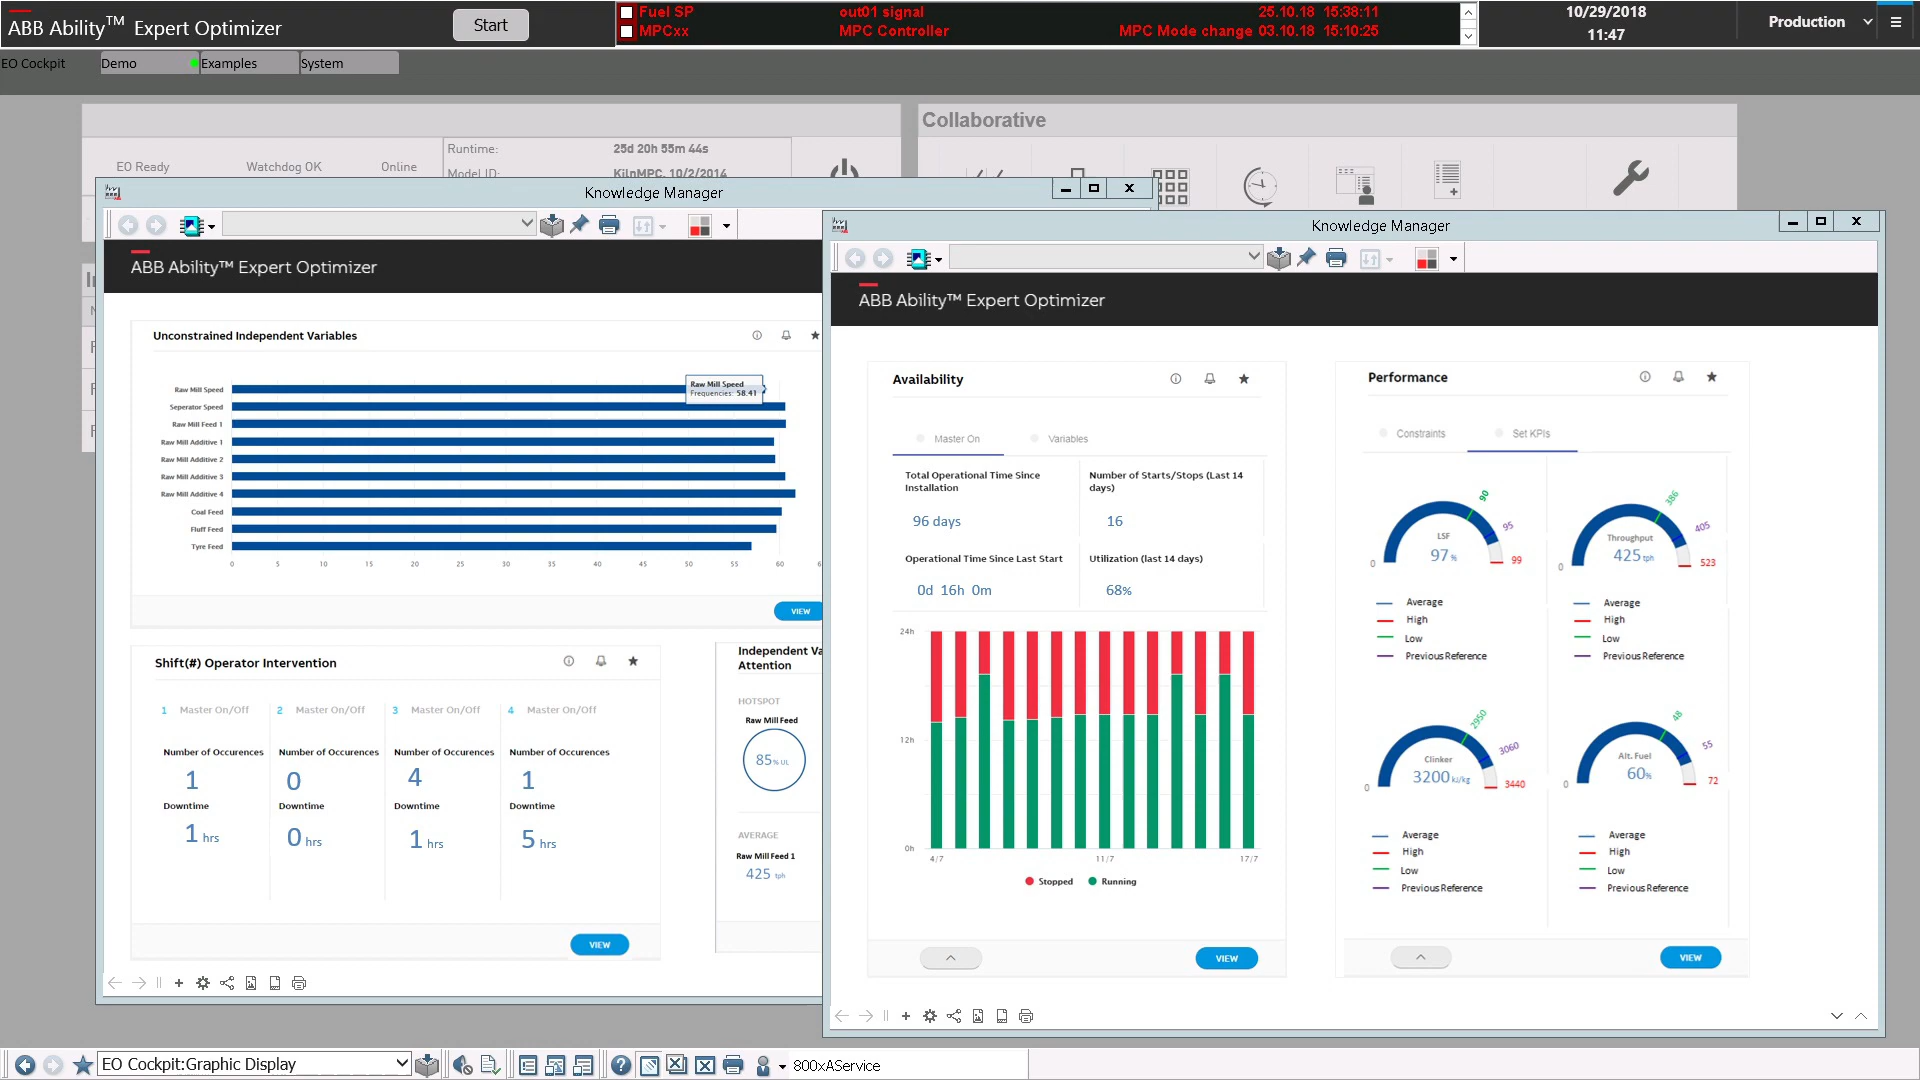 ABB Ability™ Expert Optimizer
Start
Fuel SP out01 signal 25.10.18 15:38:11
MPCxx MPC Controller MPC Mode change 03.10.18 15:10:25
10/29/2018
11:47
Production
EO Cockpit
Demo
Examples
System
Collaborative
EO Ready
Watchdog OK
Online
Runtime: 25d 20h 55m 44s
Model ID: KilnMPC, 10/2/2014
Knowledge Manager
ABB Ability™ Expert Optimizer
Unconstrained Independent Variables
Raw Mill Speed
Frequencies: 58.41
Raw Mill Speed
Seperator Speed
Raw Mill Feed 1
Raw Mill Additive 1
Raw Mill Additive 2
Raw Mill Additive 3
Raw Mill Additive 4
Coal Feed
Fluff Feed
Tyre Feed
0 5 10 15 20 25 30 35 40 45 50 55 60
VIEW
Shift(#) Operator Intervention
1 Master On/Off
2 Master On/Off
3 Master On/Off
4 Master On/Off
Number of Occurences
Number of Occurences
Number of Occurences
Number of Occurences
1
0
4
1
Downtime
Downtime
Downtime
Downtime
1 hrs
0 hrs
1 hrs
5 hrs
VIEW
Independent Va
Attention
HOTSPOT
Raw Mill Feed
85% UL
AVERAGE
Raw Mill Feed 1
425 tph
Knowledge Manager
ABB Ability™ Expert Optimizer
Availability
Master On
Variables
Total Operational Time Since
Installation
96 days
Number of Starts/Stops (Last 14
days)
16
Operational Time Since Last Start
0d 16h 0m
Utilization (last 14 days)
68%
24h
12h
0h
4/7 11/7 17/7
Stopped Running
VIEW
Performance
Constraints
Set KPIs
90
95
99
0
LSF
97 %
Average
High
Low
Previous Reference
386
405
523
0
Throughput
425 tph
Average
High
Low
Previous Reference
2950
3060
3440
0
Clinker
3200 kJ/kg
Average
High
Low
Previous Reference
48
55
72
0
Alt. Fuel
60%
Average
High
Low
Previous Reference
VIEW
EO Cockpit:Graphic Display
800xAService